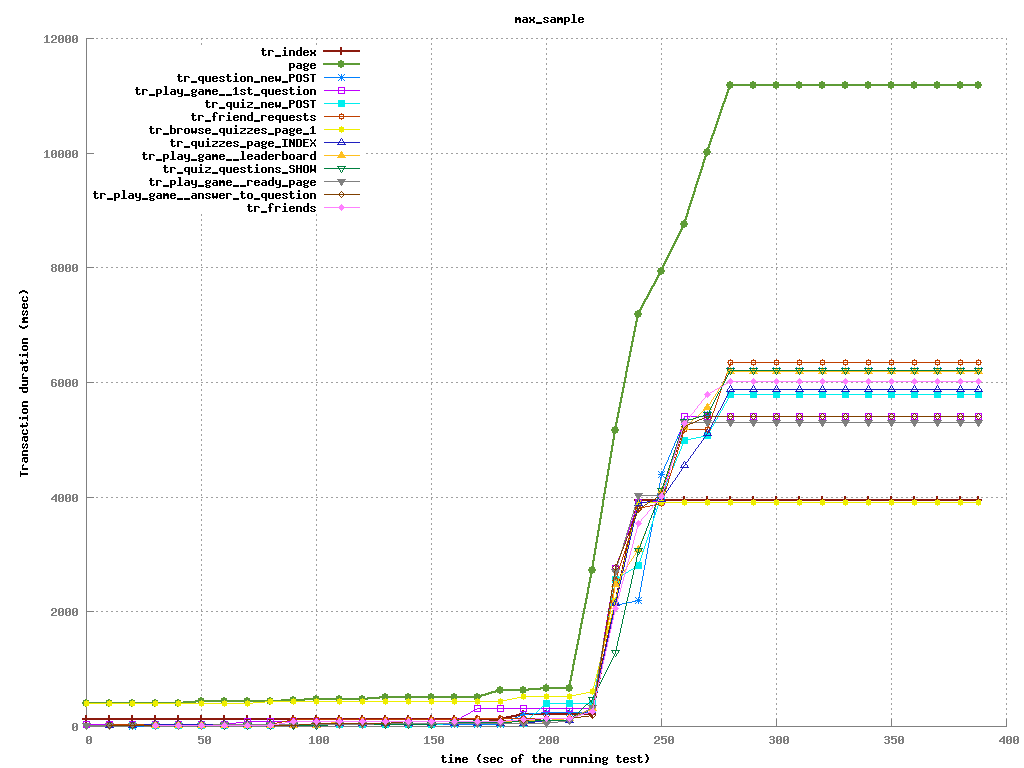 max_sample
12000
10000
8000
6000
4000
2000
0
Transaction duration (msec)
tr_index
page
tr_question_new_POST
tr_play_game__1st_question
tr_quiz_new_POST
tr_friend_requests
tr_browse_quizzes_page_1
tr_quizzes_page_INDEX
tr_play_game__leaderboard
tr_quiz_questions_SHOW
tr_play_game__ready_page
tr_play_game__answer_to_question
tr_friends
0 50 100 150 200 250 300 350 400
time (sec of the running test)